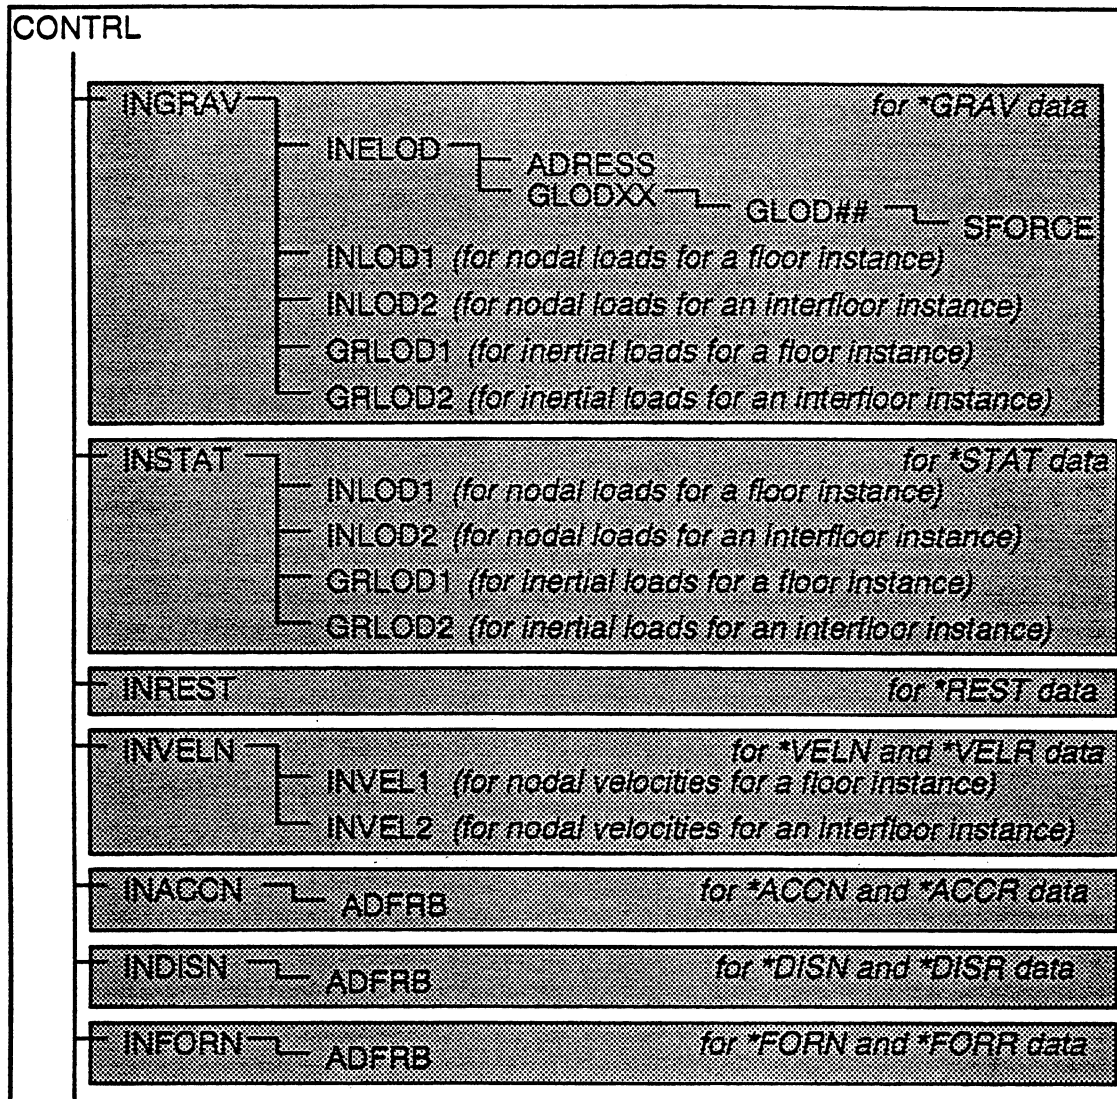 CONTRL
INGRAV for *GRAV data
INELOD
ADRESS
GLODXX
GLOD##
SFORCE
INLOD1 (for nodal loads for a floor instance)
INLOD2 (for nodal loads for an interfloor instance)
GRLOD1 (for inertial loads for a floor instance)
GRLOD2 (for inertial loads for an interfloor instance)
INSTAT for *STAT data
INLOD1 (for nodal loads for a floor instance)
INLOD2 (for nodal loads for an interfloor instance)
GRLOD1 (for inertial loads for a floor instance)
GRLOD2 (for inertial loads for an interfloor instance)
INREST for *REST data
INVELN for *VELN and *VELR data
INVEL1 (for nodal velocities for a floor instance)
INVEL2 (for nodal velocities for an interfloor instance)
INACCN ADFRB for *ACCN and *ACCR data
INDISN ADFRB for *DISN and *DISR data
INFORN ADFRB for *FORN and *FORR data